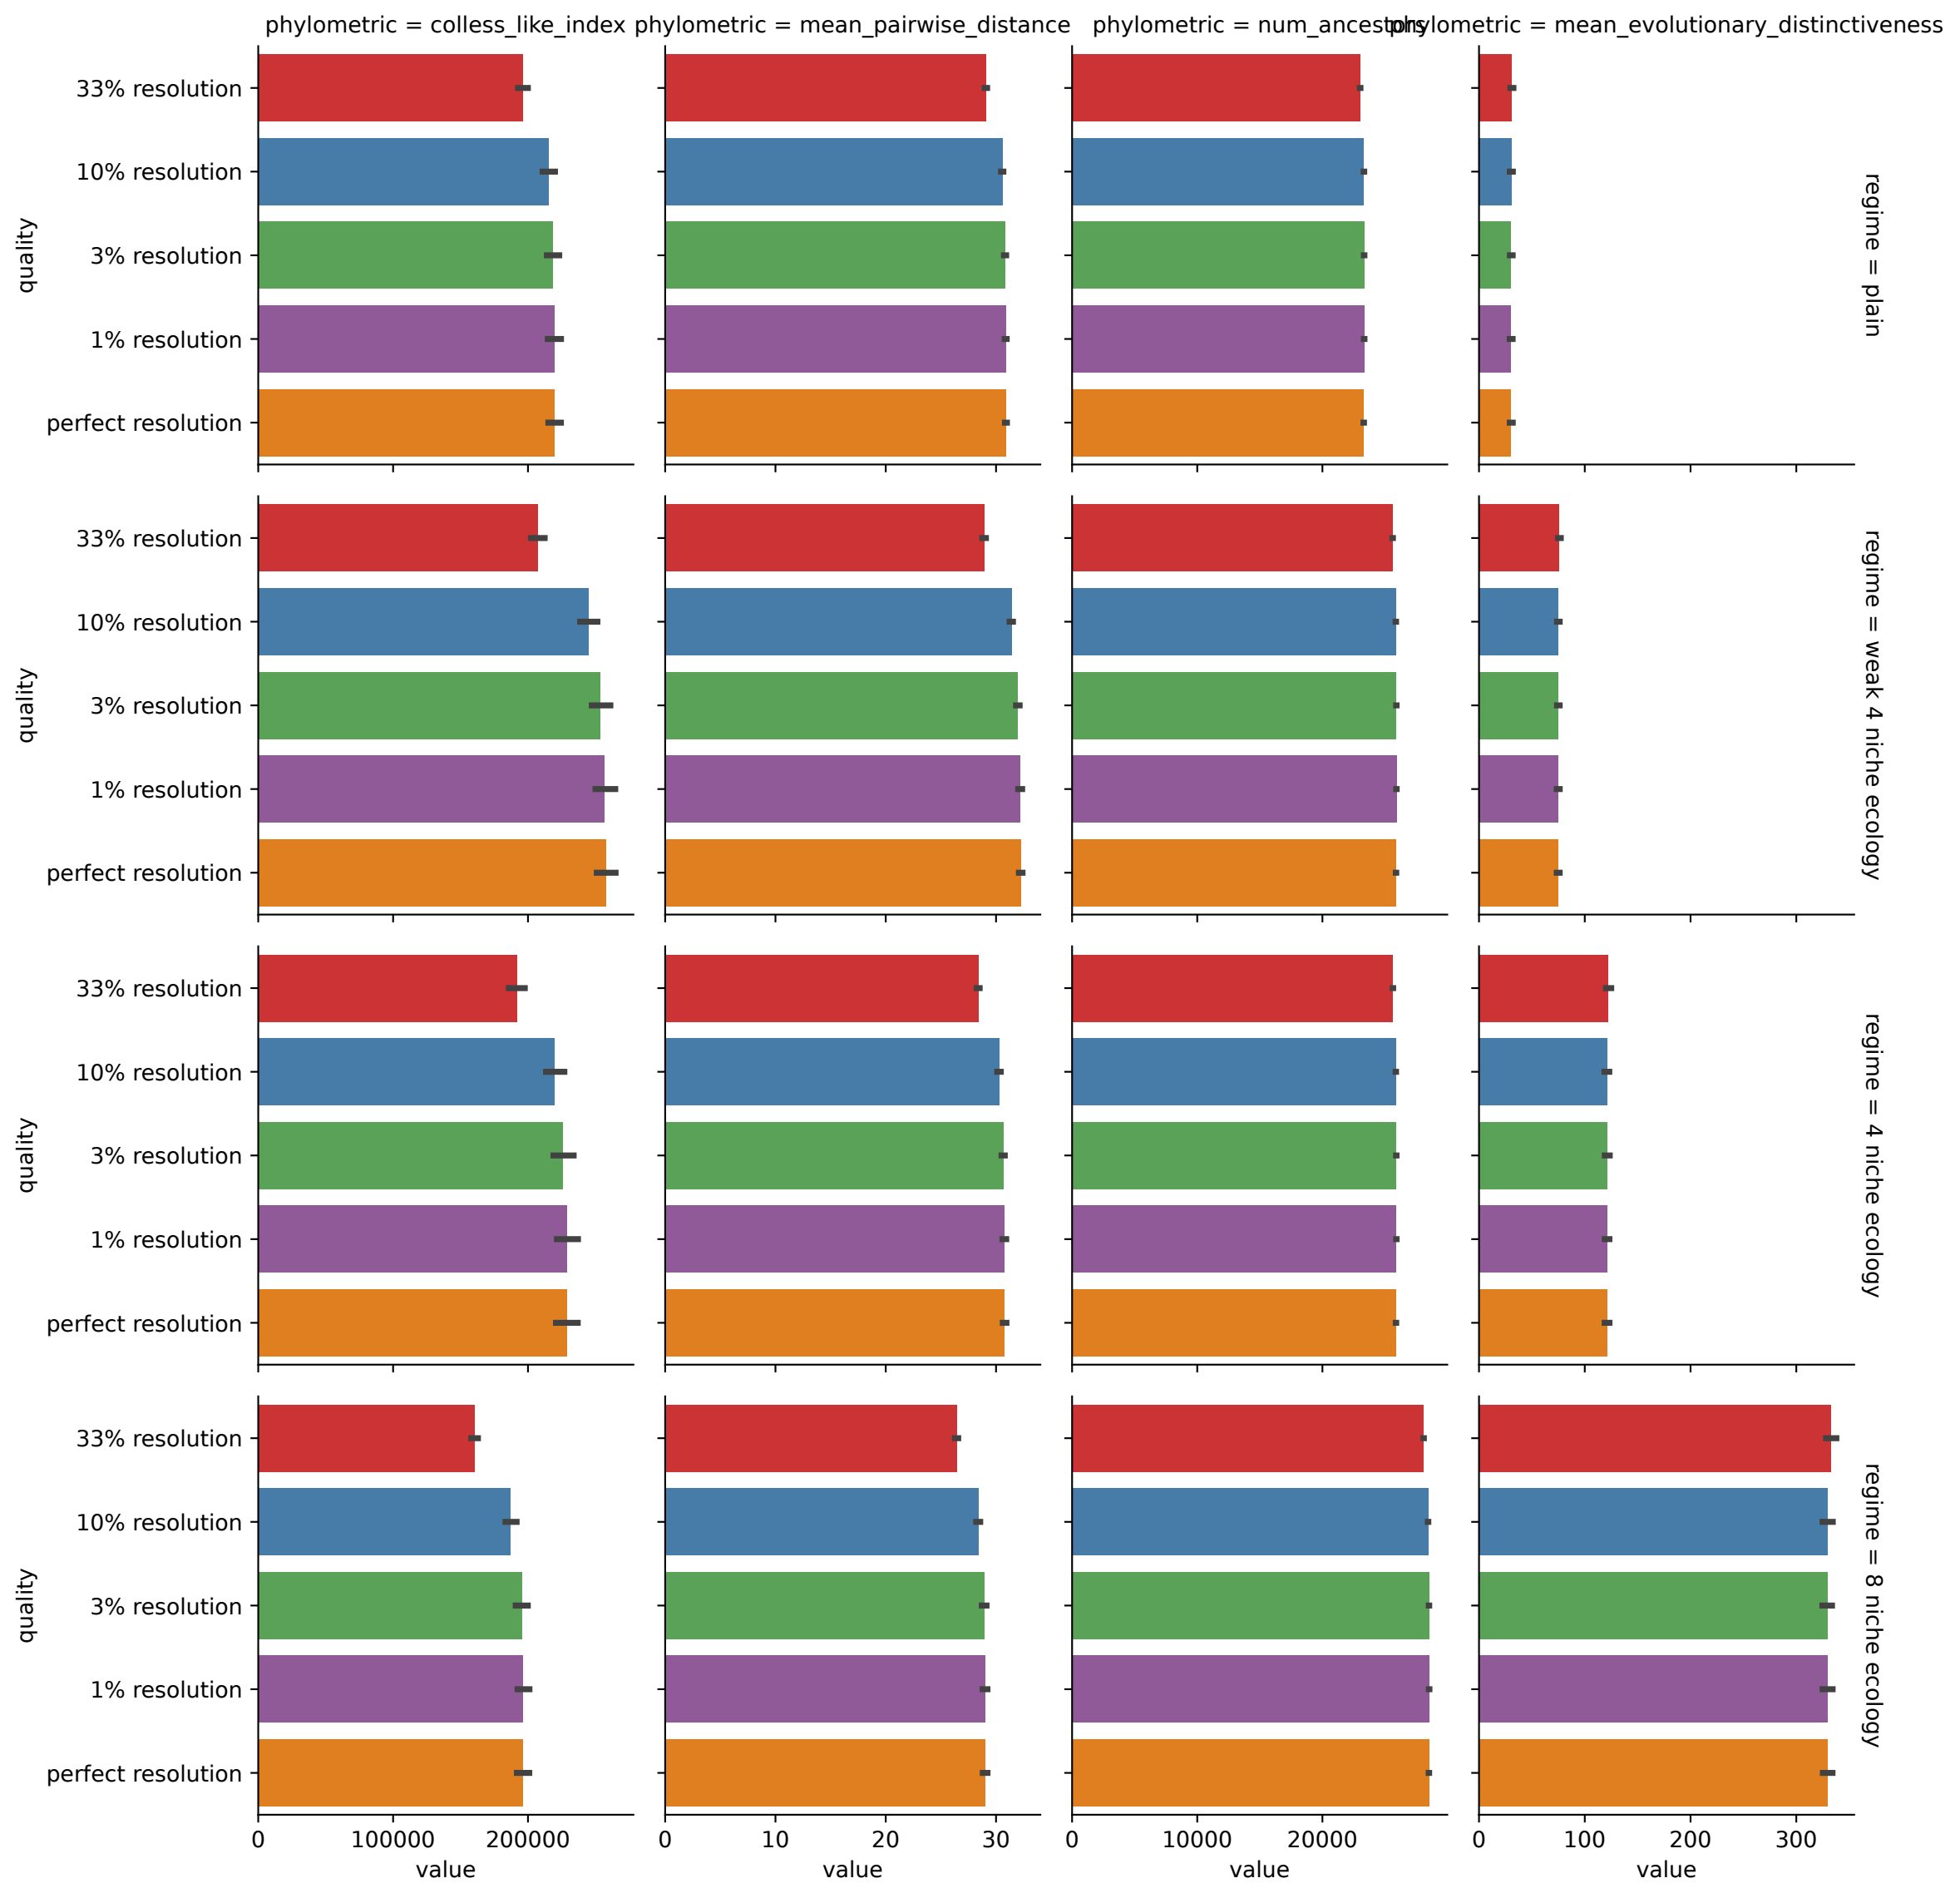 phylometric = colless_like_index
phylometric = mean_pairwise_distance
phylometric = num_ancestors
phylometric = mean_evolutionary_distinctiveness
quality
33% resolution
10% resolution
3% resolution
1% resolution
perfect resolution
regime = plain
quality
33% resolution
10% resolution
3% resolution
1% resolution
perfect resolution
regime = weak 4 niche ecology
quality
33% resolution
10% resolution
3% resolution
1% resolution
perfect resolution
regime = 4 niche ecology
quality
33% resolution
10% resolution
3% resolution
1% resolution
perfect resolution
regime = 8 niche ecology
0 100000 200000
0 10 20 30
0 10000 20000
0 100 200 300
value
value
value
value